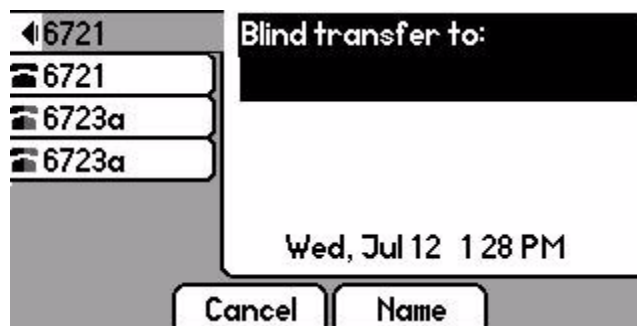 6721
6721
6723a
6723a
Blind transfer to:
Wed, Jul 12 1 28 PM
Cancel
Name